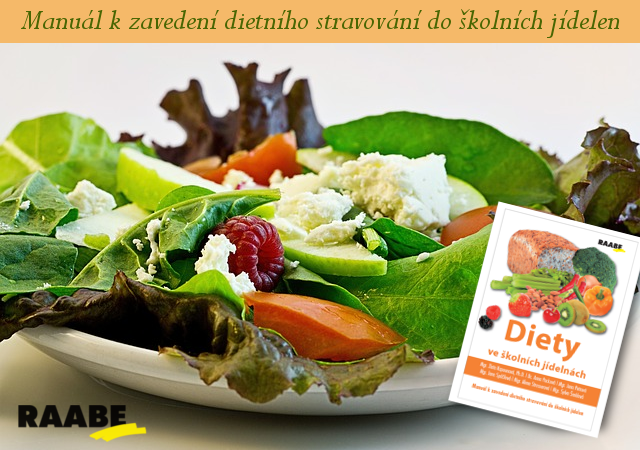 Manuál k zavedení dietního stravování do školních jídelen
RAABE
Diety
ve školních jídelnách
Manuál k zavedení dietního stravování do školních jídelen
RAABE